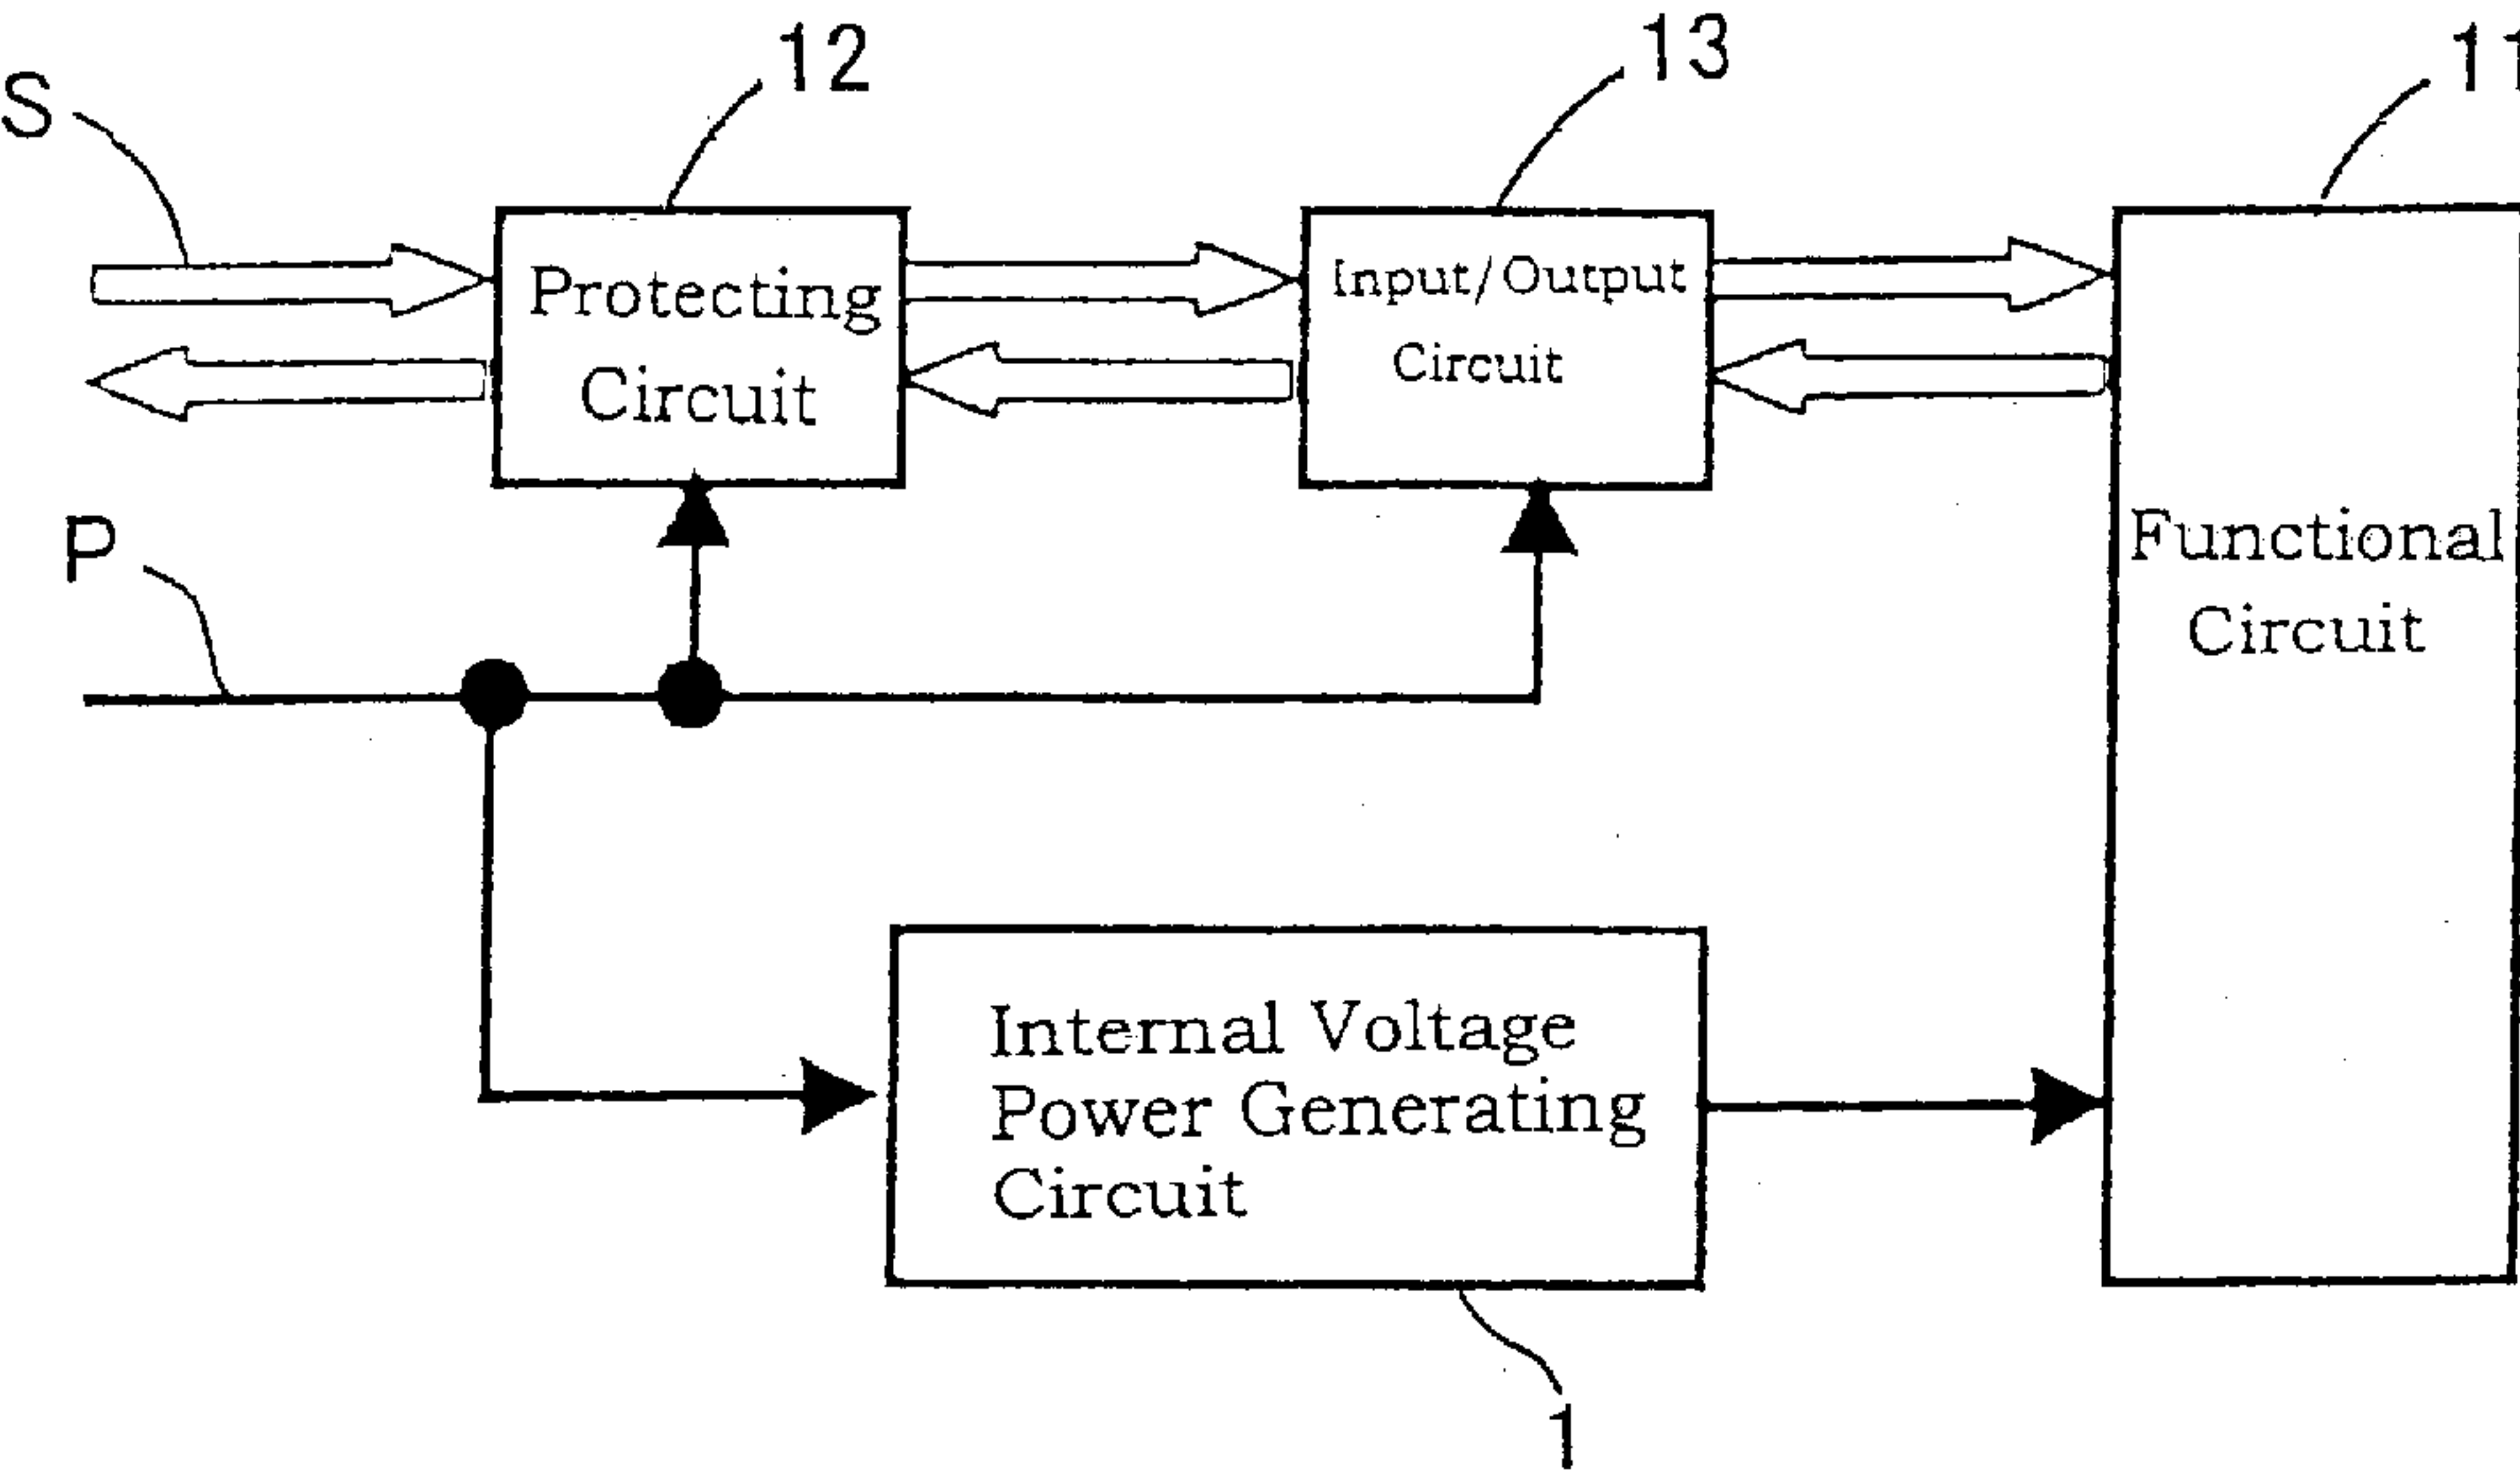 S
12
13
11
Protecting
Circuit
Input/Output
Circuit
P
Functional
Circuit
Internal Voltage
Power Generating
Circuit
1